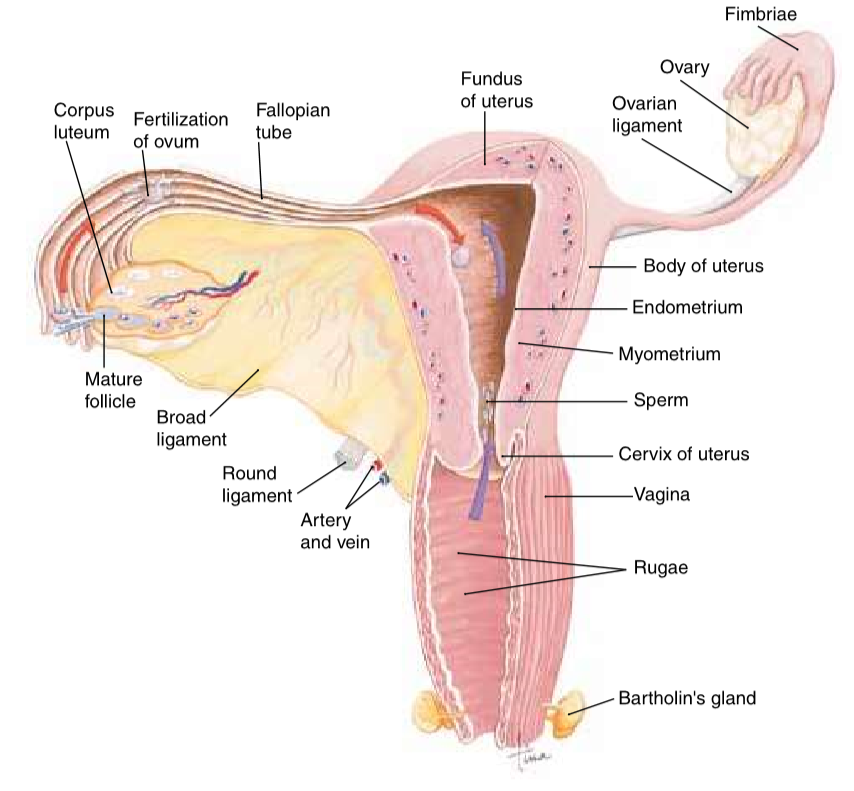 Fimbriae
Ovary
Ovarian
ligament
Fundus
of uterus
Fallopian
tube
Fertilization
of ovum
Corpus
luteum
Body of uterus
Endometrium
Myometrium
Sperm
Cervix of uterus
Vagina
Rugae
Bartholin's gland
Mature
follicle
Broad
ligament
Round
ligament
Artery
and vein